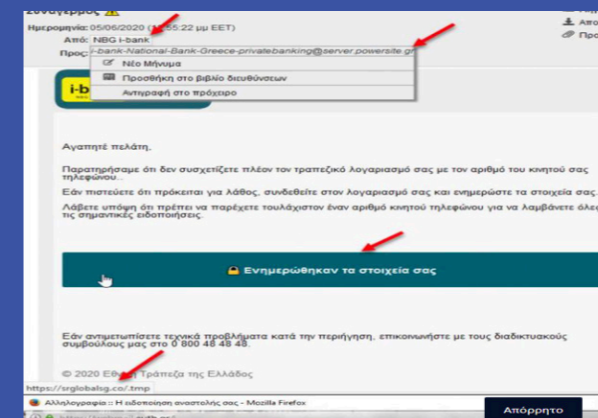 Συναγερμός ⚠
Ημερομηνία: 05/06/2020 ( :22 μμ EET)
Από: NBG i-bank
Προς: i-bank-National-Bank-Greece-privatebanking@server.powersite.gr
Νέο Μήνυμα
Προσθήκη στο βιβλίο διευθύνσεων
Αντιγραφή στο πρόχειρο
i-b
Αγαπητέ πελάτη,
Παρατηρήσαμε ότι δεν συσχετίζετε πλέον τον τραπεζικό λογαριασμό σας με τον αριθμό του κινητού σας
τηλεφώνου...
Εάν πιστεύετε ότι πρόκειται για λάθος, συνδεθείτε στον λογαριασμό σας και ενημερώστε τα στοιχεία σας.
Λάβετε υπόψη ότι πρέπει να παρέχετε τουλάχιστον έναν αριθμό κινητού τηλεφώνου για να λαμβάνετε όλες
τις σημαντικές ειδοποιήσεις.
Ενημερώθηκαν τα στοιχεία σας
Εάν αντιμετωπίσετε τεχνικά προβλήματα κατά την περιήγηση, επικοινωνήστε με τους διαδικτυακούς
συμβούλους μας στο 0 800 48 48 48.
© 2020 Εθνική Τράπεζα της Ελλάδος
https://srglobalsg.co/.tmp
Αλληλογραφία :: Η ειδοποίηση αναστολής σας - Mozilla Firefox
Απόρρητο